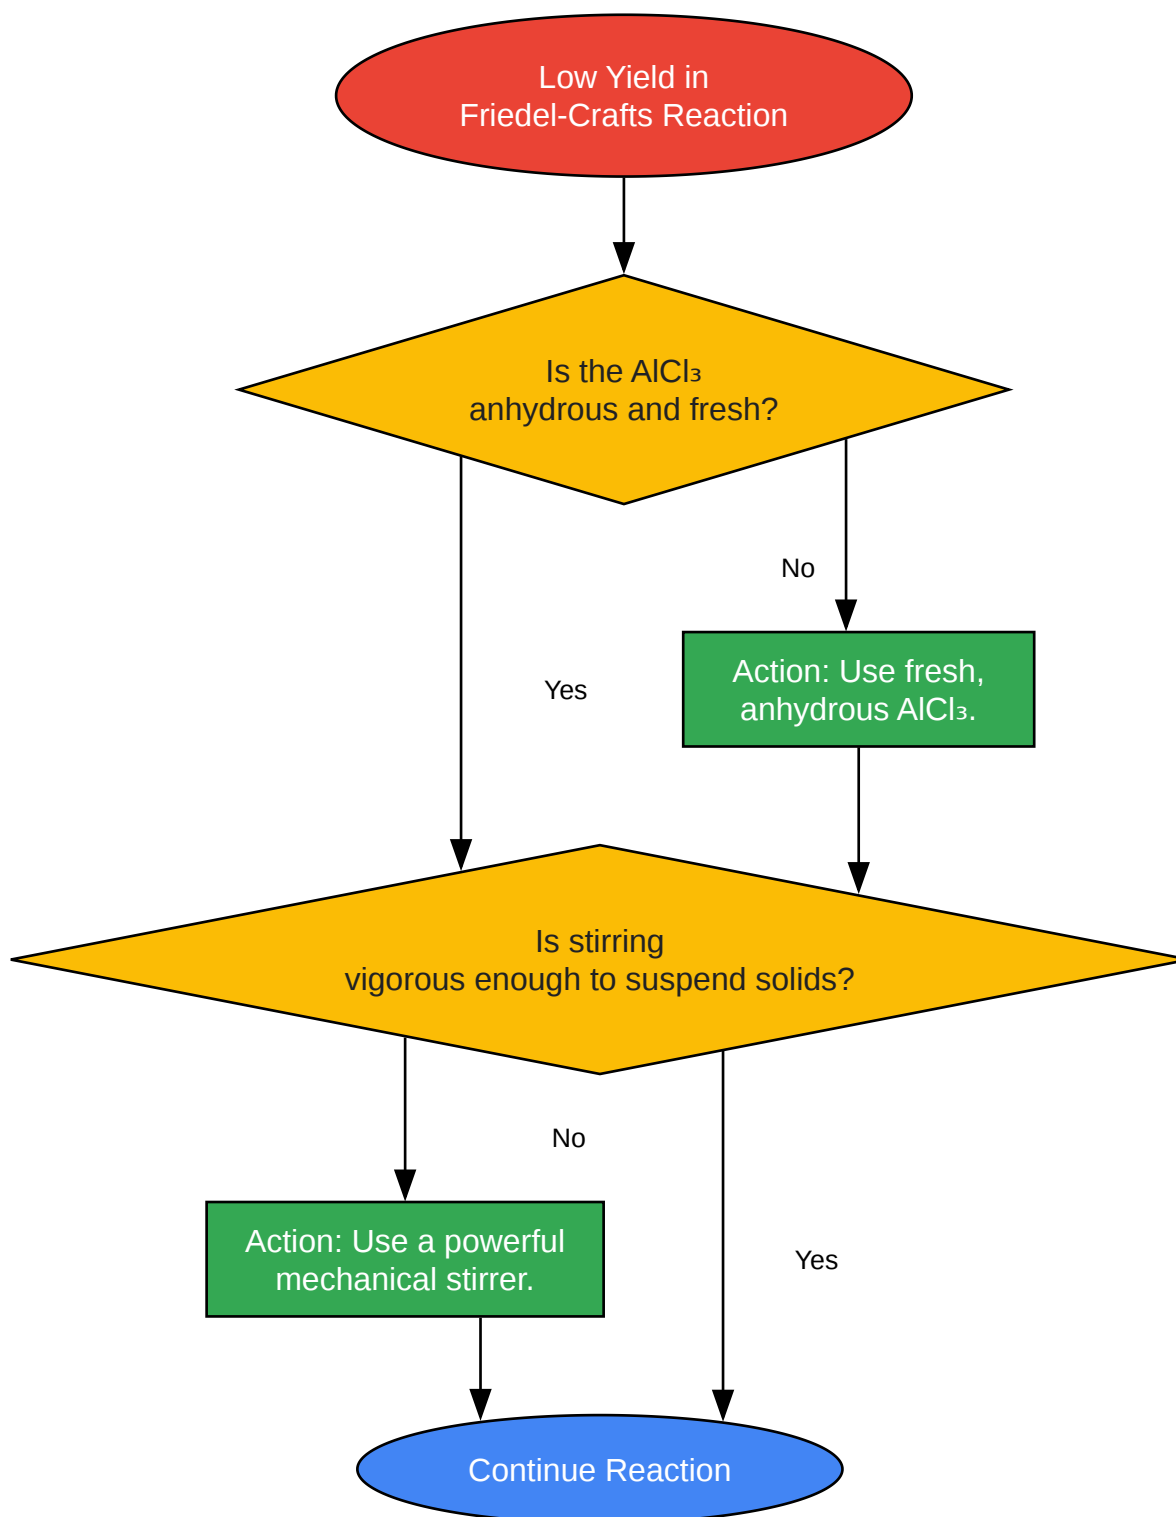 Low Yield in
Friedel-Crafts Reaction
Is the AlCl₃
anhydrous and fresh?
No
Action: Use fresh,
anhydrous AlCl₃.
Yes
Is stirring
vigorous enough to suspend solids?
No
Action: Use a powerful
mechanical stirrer.
Yes
Continue Reaction